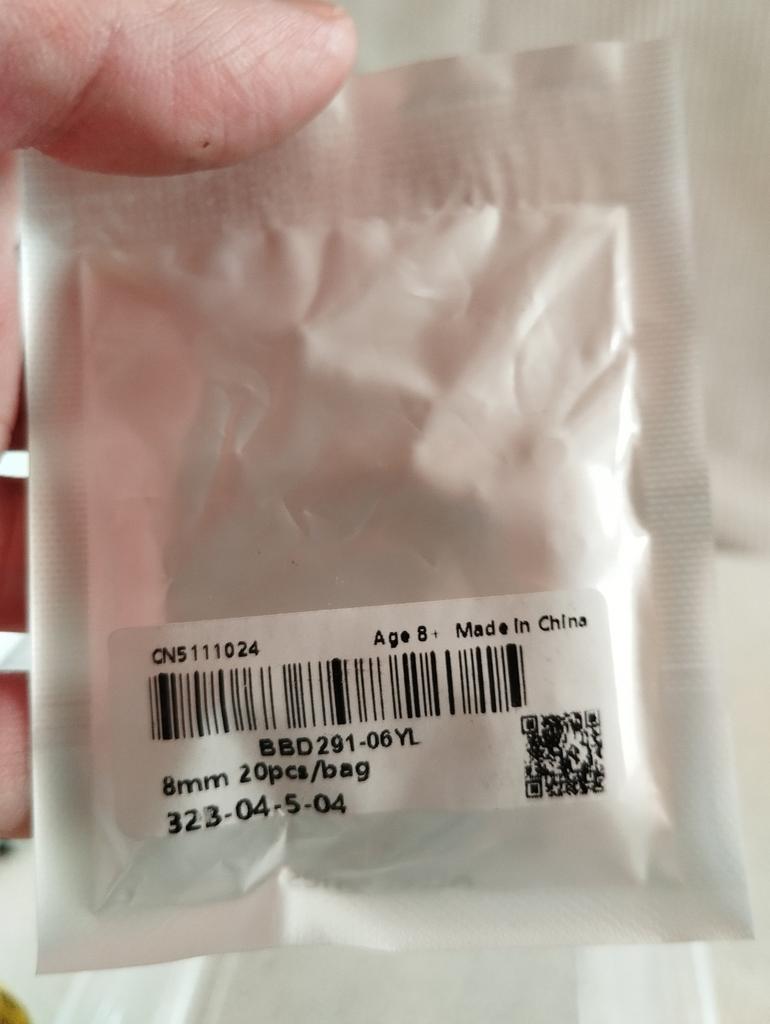 CN5111024
Age 8+ Made in China
BBD291-06YL
8mm 20pcs/bag
323-04-5-04